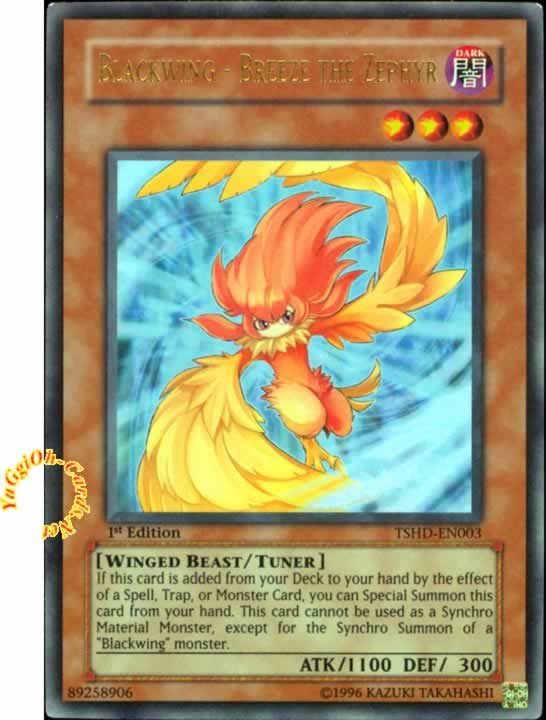 BLACKWING - BREEZE THE ZEPHYR
DARK
闇
1st Edition
TSHD-EN003
[WINGED BEAST/TUNER]
If this card is added from your Deck to your hand by the effect
of a Spell, Trap, or Monster Card, you can Special Summon this
card from your hand. This card cannot be used as a Synchro
Material Monster, except for the Synchro Summon of a
"Blackwing" monster.
ATK/1100 DEF/ 300
89258906
©1996 KAZUKI TAKAHASHI
YuGgiOh-Cards.Net